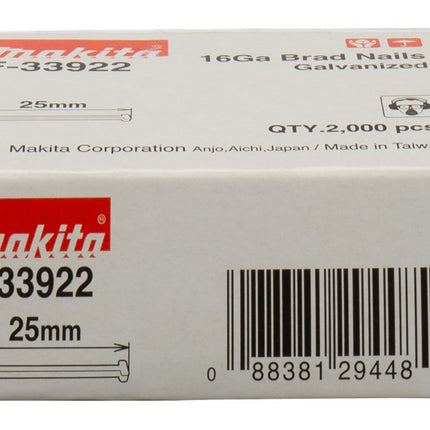 makita
F-33922
16Ga Brad Nails
Galvanized
25mm
QTY.2,000 pcs
Makita Corporation Anjo,Aichi,Japan / Made in Taiw
makita®
-33922
25mm
0 88381 29448